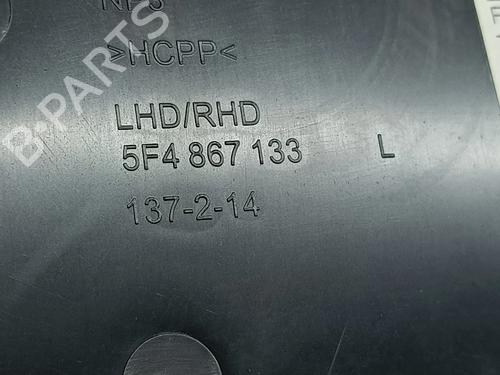 >HCPP<
LHD/RHD
5F4 867 133 L
137-2-14
B-PARTS